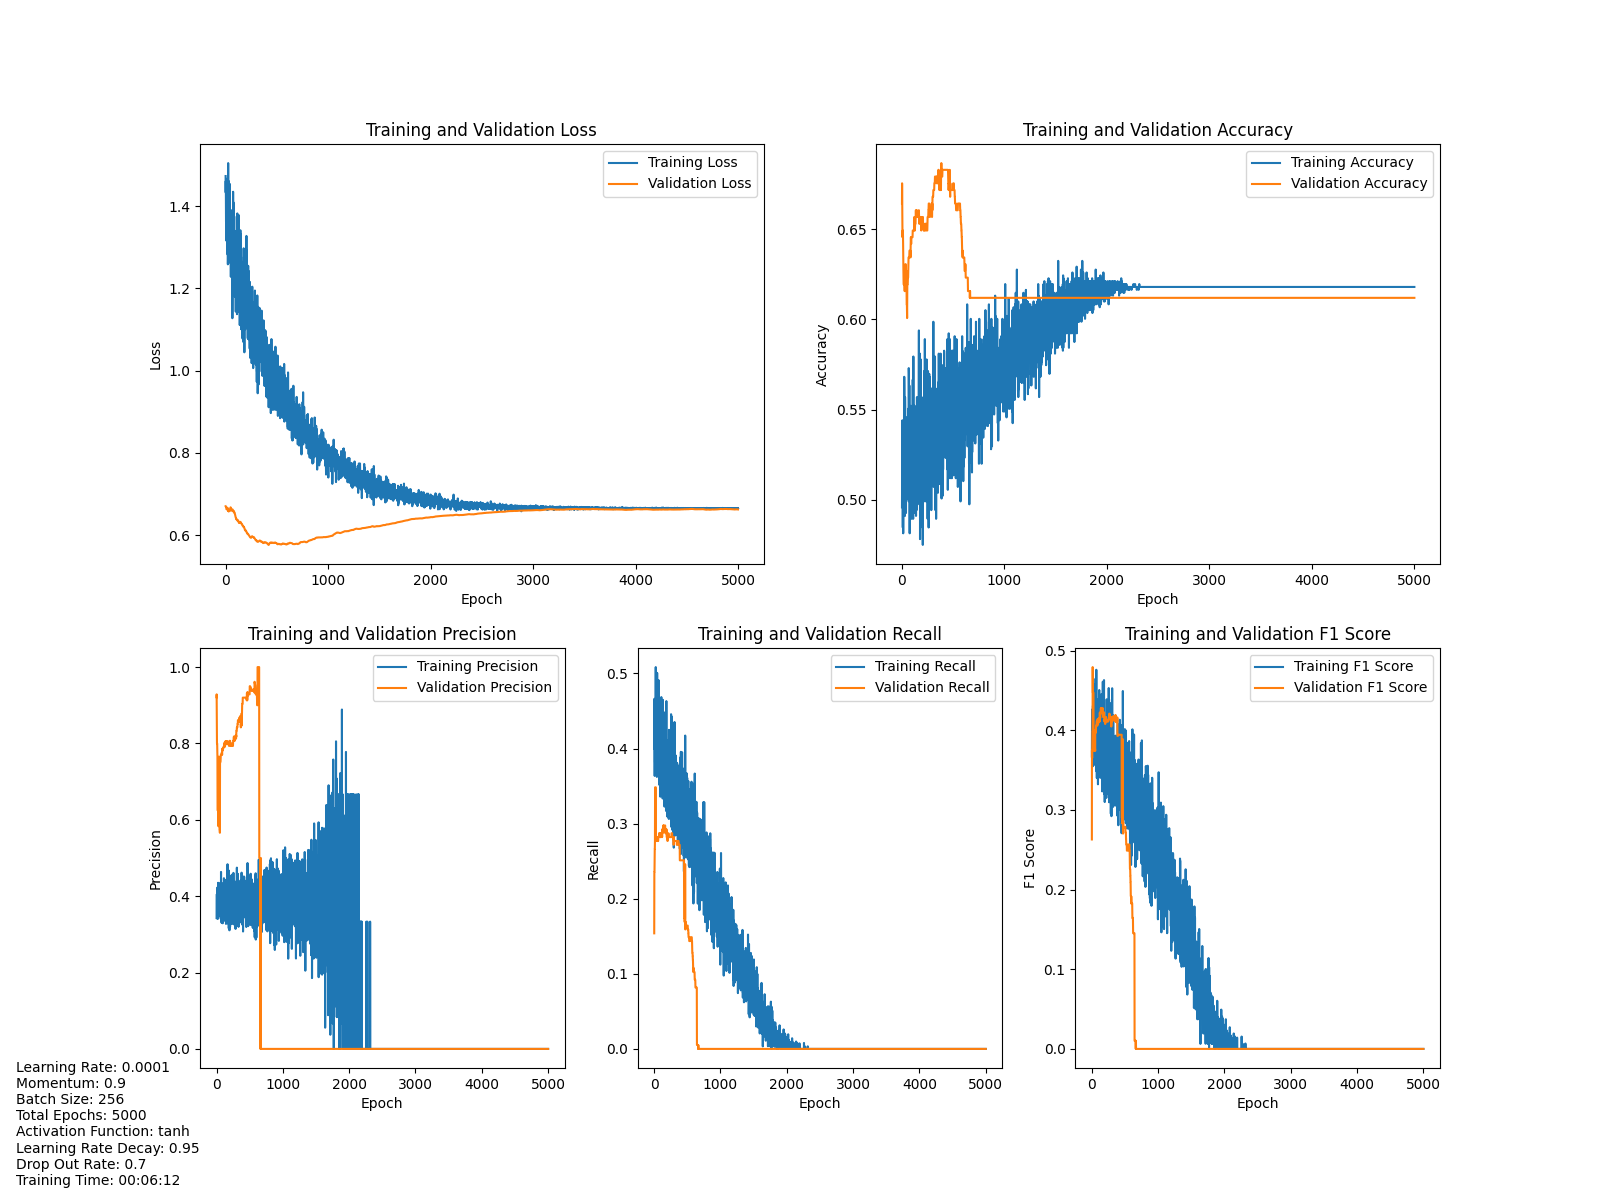 Training and Validation Loss
Training Loss
Validation Loss
1.4
1.2
1.0
0.8
0.6
Loss
0 1000 2000 3000 4000 5000
Epoch
Training and Validation Accuracy
Training Accuracy
Validation Accuracy
0.65
0.60
0.55
0.50
Accuracy
0 1000 2000 3000 4000 5000
Epoch
Training and Validation Precision
Training Precision
Validation Precision
1.0
0.8
0.6
0.4
0.2
0.0
Precision
0 1000 2000 3000 4000 5000
Epoch
Training and Validation Recall
Training Recall
Validation Recall
0.5
0.4
0.3
0.2
0.1
0.0
Recall
0 1000 2000 3000 4000 5000
Epoch
Training and Validation F1 Score
Training F1 Score
Validation F1 Score
0.5
0.4
0.3
0.2
0.1
0.0
F1 Score
0 1000 2000 3000 4000 5000
Epoch
Learning Rate: 0.0001
Momentum: 0.9
Batch Size: 256
Total Epochs: 5000
Activation Function: tanh
Learning Rate Decay: 0.95
Drop Out Rate: 0.7
Training Time: 00:06:12